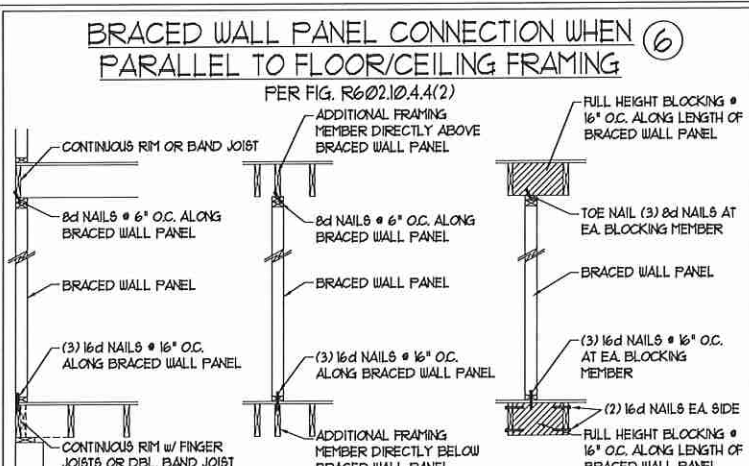 BRACED WALL PANEL CONNECTION WHEN
PARALLEL TO FLOOR/CEILING FRAMING
6
PER FIG. R602.10.4.4(2)
CONTINUOUS RIM OR BAND JOIST
8d NAILS @ 6" O.C. ALONG
BRACED WALL PANEL
BRACED WALL PANEL
(3) 16d NAILS @ 16" O.C.
ALONG BRACED WALL PANEL
CONTINUOUS RIM W/ FINGER
JOISTS OR DBL. BAND JOIST
ADDITIONAL FRAMING
MEMBER DIRECTLY ABOVE
BRACED WALL PANEL
8d NAILS @ 6" O.C. ALONG
BRACED WALL PANEL
BRACED WALL PANEL
(3) 16d NAILS @ 16" O.C.
ALONG BRACED WALL PANEL
ADDITIONAL FRAMING
MEMBER DIRECTLY BELOW
BRACED WALL PANEL
FULL HEIGHT BLOCKING @
16" O.C. ALONG LENGTH OF
BRACED WALL PANEL
TOE NAIL (3) 8d NAILS AT
EA. BLOCKING MEMBER
BRACED WALL PANEL
(3) 16d NAILS @ 16" O.C.
AT EA. BLOCKING
MEMBER
(2) 16d NAILS EA. SIDE
FULL HEIGHT BLOCKING @
16" O.C. ALONG LENGTH OF
BRACED WALL PANEL